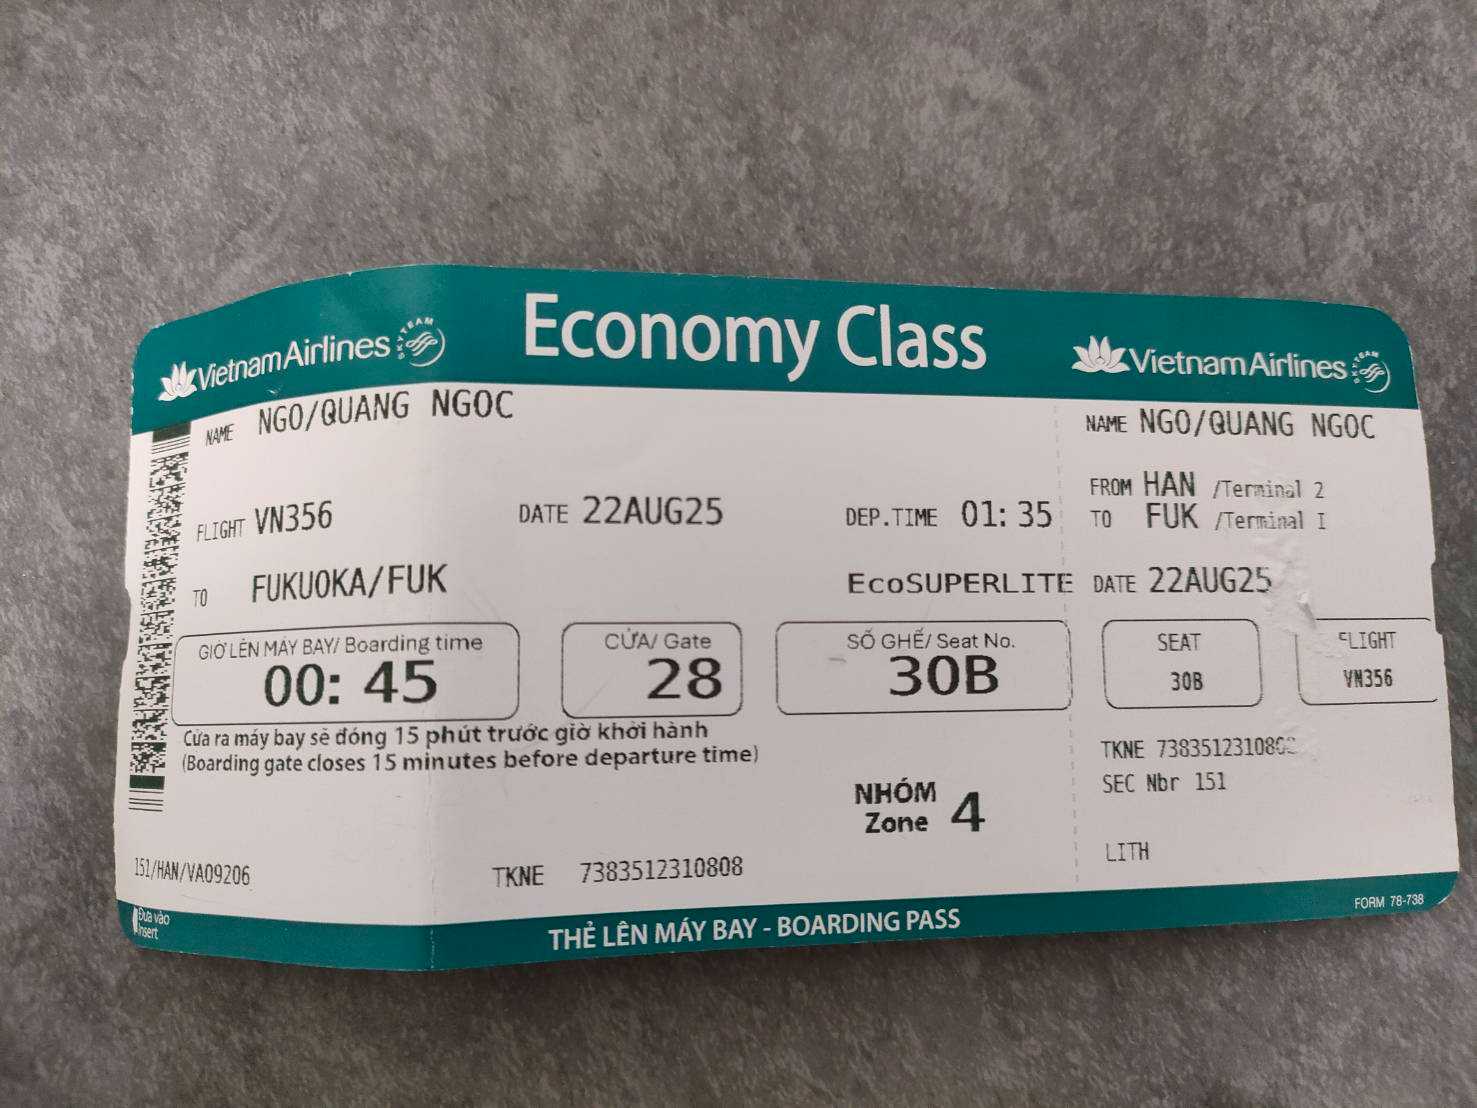 VietnamAirlines SKYTEAM
Economy Class
VietnamAirlines SKYTEAM
NAME NGO/QUANG NGOC
FLIGHT VN356 DATE 22AUG25 DEP.TIME 01:35
TO FUKUOKA/FUK EcoSUPERLITE
GIỜ LÊN MÁY BAY/ Boarding time
00:45
CỬA/ Gate
28
SỐ GHẾ/ Seat No.
30B
Cửa ra máy bay sẽ đóng 15 phút trước giờ khởi hành
(Boarding gate closes 15 minutes before departure time)
NHÓM
Zone 4
151/HAN/VA09206
TKNE 7383512310808
Đưa vào
Insert
THẺ LÊN MÁY BAY - BOARDING PASS
NAME NGO/QUANG NGOC
FROM HAN /Terminal 2
TO FUK /Terminal I
DATE 22AUG25
SEAT
30B
FLIGHT
VN356
TKNE
SEC Nbr 151
LITH
FORM 78-738